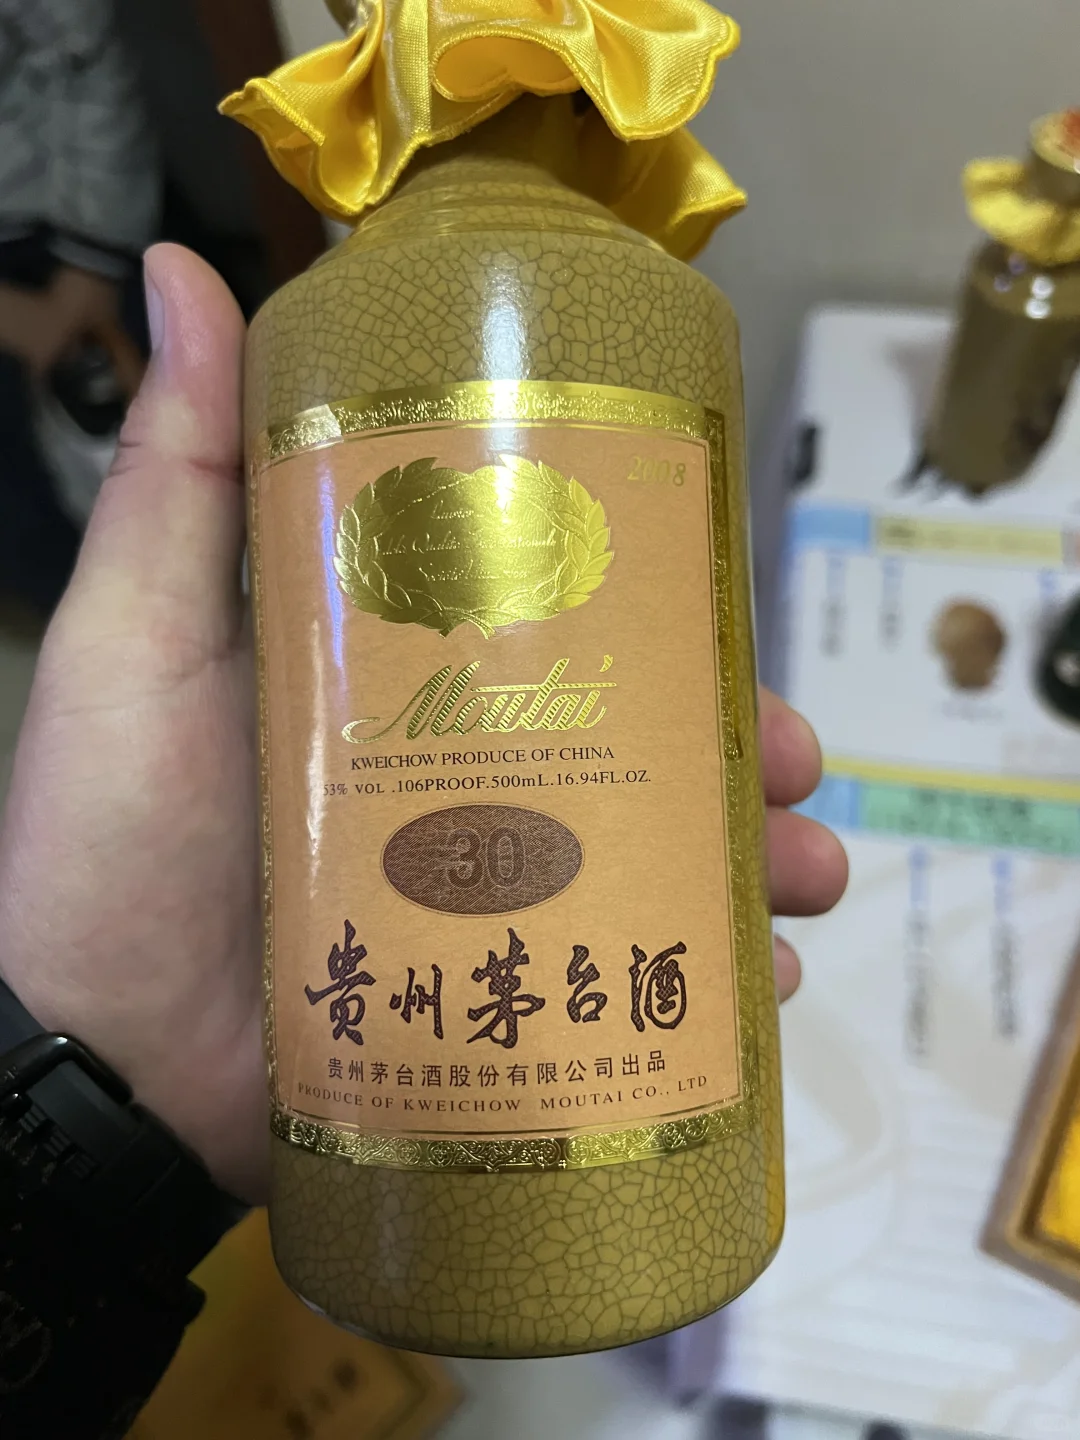 2008
Moutai
KWEICHOW PRODUCE OF CHINA
53% VOL .106PROOF.500mL.16.94FL.OZ.
30
贵州茅台酒
贵州茅台酒股份有限公司出品
PRODUCE OF KWEICHOW MOUTAI CO., LTD